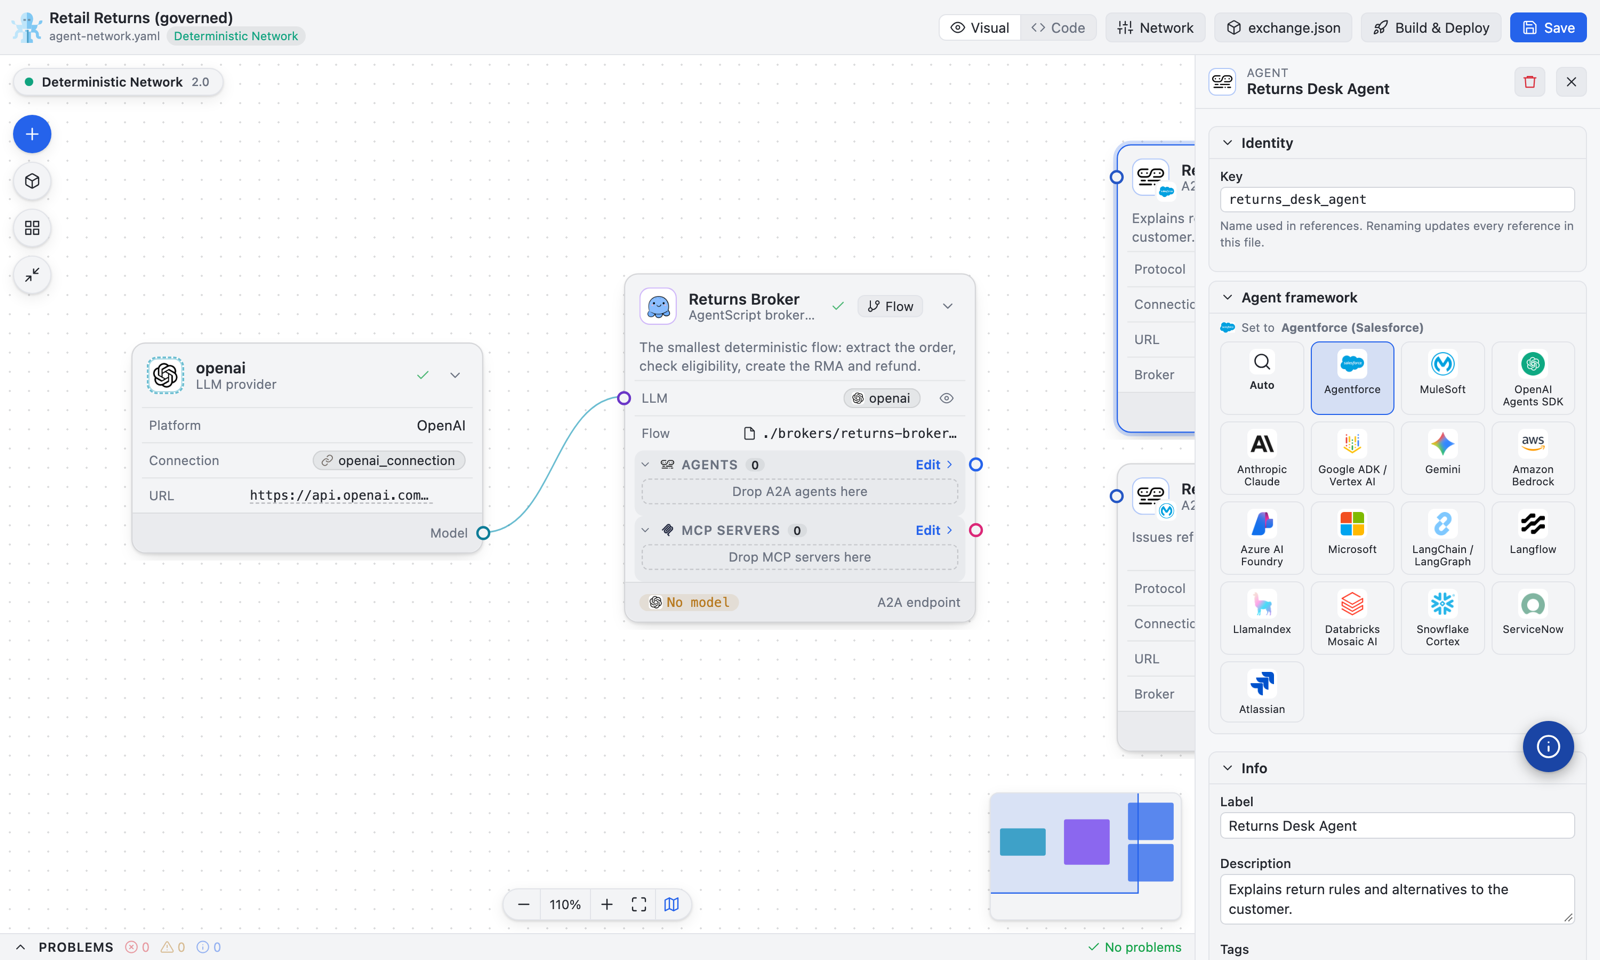 Retail Returns (governed)
agent-network.yaml
Deterministic Network
Visual
Code
Network
exchange.json
Build & Deploy
Save
Deterministic Network 2.0
openai
LLM provider
Platform
OpenAI
Connection
openai_connection
URL
https://api.openai.com…
Model
Returns Broker
AgentScript broker…
Flow
The smallest deterministic flow: extract the order,
check eligibility, create the RMA and refund.
LLM
openai
Flow
./brokers/returns-broker…
AGENTS 0
Edit
Drop A2A agents here
MCP SERVERS 0
Edit
Drop MCP servers here
No model
A2A endpoint
Explains r
customer.
Protocol
Connectio
URL
Broker
Issues ref
Protocol
Connectio
URL
Broker
110%
PROBLEMS 0 0 0
No problems
AGENT
Returns Desk Agent
Identity
Key
returns_desk_agent
Name used in references. Renaming updates every reference in
this file.
Agent framework
Set to Agentforce (Salesforce)
Auto
Agentforce
MuleSoft
OpenAI
Agents SDK
Anthropic
Claude
Google ADK /
Vertex AI
Gemini
aws
Amazon
Bedrock
Azure AI
Foundry
Microsoft
LangChain /
LangGraph
Langflow
LlamaIndex
Databricks
Mosaic AI
Snowflake
Cortex
ServiceNow
Atlassian
Info
Label
Returns Desk Agent
Description
Explains return rules and alternatives to the
customer.
Tags